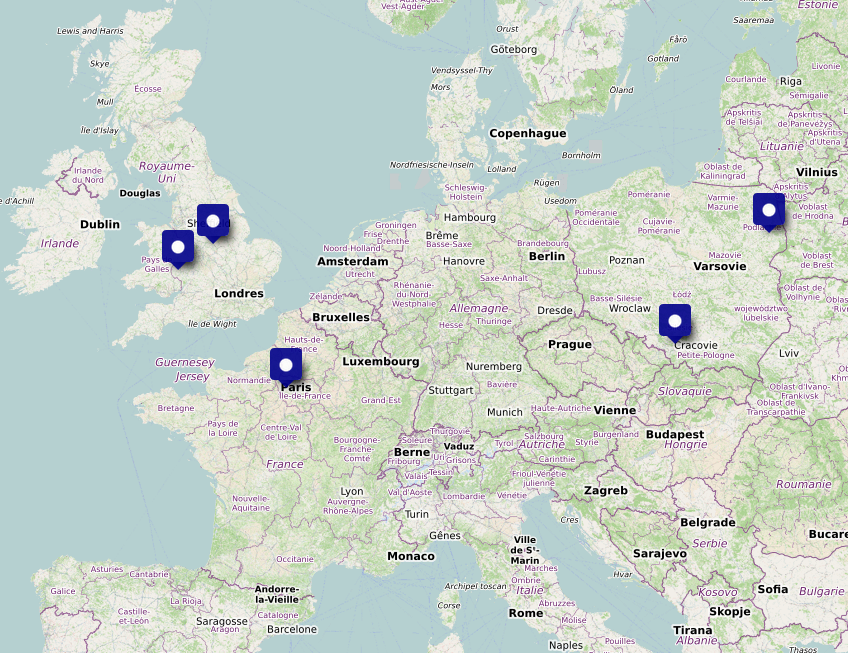 Vest-Agder
Estonie
Lewis and Harris
Orust
Saaremaa
Göteborg
Fårö
Gotland
Skye
Vendsyssel-Thy
Livonie
Écosse
Mors
Öland
Courlande
Riga
Sémigalie
Mull
Île d'Islay
Apskritis
de Telšiai
Apskritis
de Panevėžys
Copenhague
Apskritis
d'Utena
Lituanie
Royaume-
Uni
Irlande
du Nord
Nordfriesische-Inseln
Lolland
Bornholm
Oblast de
Kaliningrad
Vilnius
Douglas
Schleswig-
Holstein
Rügen
Usedom
Poméranie
Varmie-
Mazurie
Apskritis
d'Alytus
Voblast
de Hrodna
e d'Achill
Dublin
Irlande
Sh
Groningen
Frise
Drenthe
Hambourg
Brême
Basse-Saxe
Poméranie
Occidentale
Cujavie-
Poméranie
Podla
Pays
Galles
Noord-Holland
Amsterdam
Utrecht
Hanovre
Brandebourg
Berlin
Lubusz
Poznan
Mazovie
Varsovie
Voblast
de Brest
Londres
Zélande
Rhénanie-
du-Nord
Westphalie
Saxe-Anhalt
Allemagne
Thuringe
Hesse
Dresde
Basse-Silésie
Wroclaw
Łódź
województwo
lubelskie
Oblast de
Volhynie
Oblas
Rivn
Île de Wight
Bruxelles
Hauts-de-
France
Prague
Cracovie
Petite-Pologne
Lviv
Guernesey
Jersey
Luxembourg
Nuremberg
Normandie
Paris
Île-de-France
Grand-Est
Stuttgart
Bavière
Slovaquie
Oblast d'Ivano-
Frankivsk
Oblast de
Transcarpathie
Bretagne
Pays de
la Loire
Centre-Val
de Loire
Munich
Haute-Autriche
Vienne
France
Bourgogne-
Franche-
Comté
Thurgovie
Soleure
Berne
Fribourg
Vaduz
Uri
Grisons
Tessin
Valais
Tyrol
Salzbourg
Autriche
Styrie
Burgenland
Carinthie
Budapest
Hongrie
Roumanie
Nouvelle-
Aquitaine
Lyon
Auvergne-
Rhône-Alpes
Val d'Aoste
Lombardie
Vénétie
Frioul-Vénétie
julienne
Zagreb
Turin
Gênes
Cres
Belgrade
Serbie
Bucare
Occitanie
Monaco
Ville
de S^t-
Marin
Marches
Sarajevo
Asturies
Cantabrie
Galice
La Rioja
Andorre-
la-Vieille
Archipel toscan
Ombrie
Italie
Hvar
Kosovo
Sofia
Bulgarie
Castille-
et-León
Saragosse
Aragon
Catalogne
Barcelone
Corse
Rome
Abruzzes
Molise
Skopje
Tirana
Albanie
Naples
Pouilles
Thasos